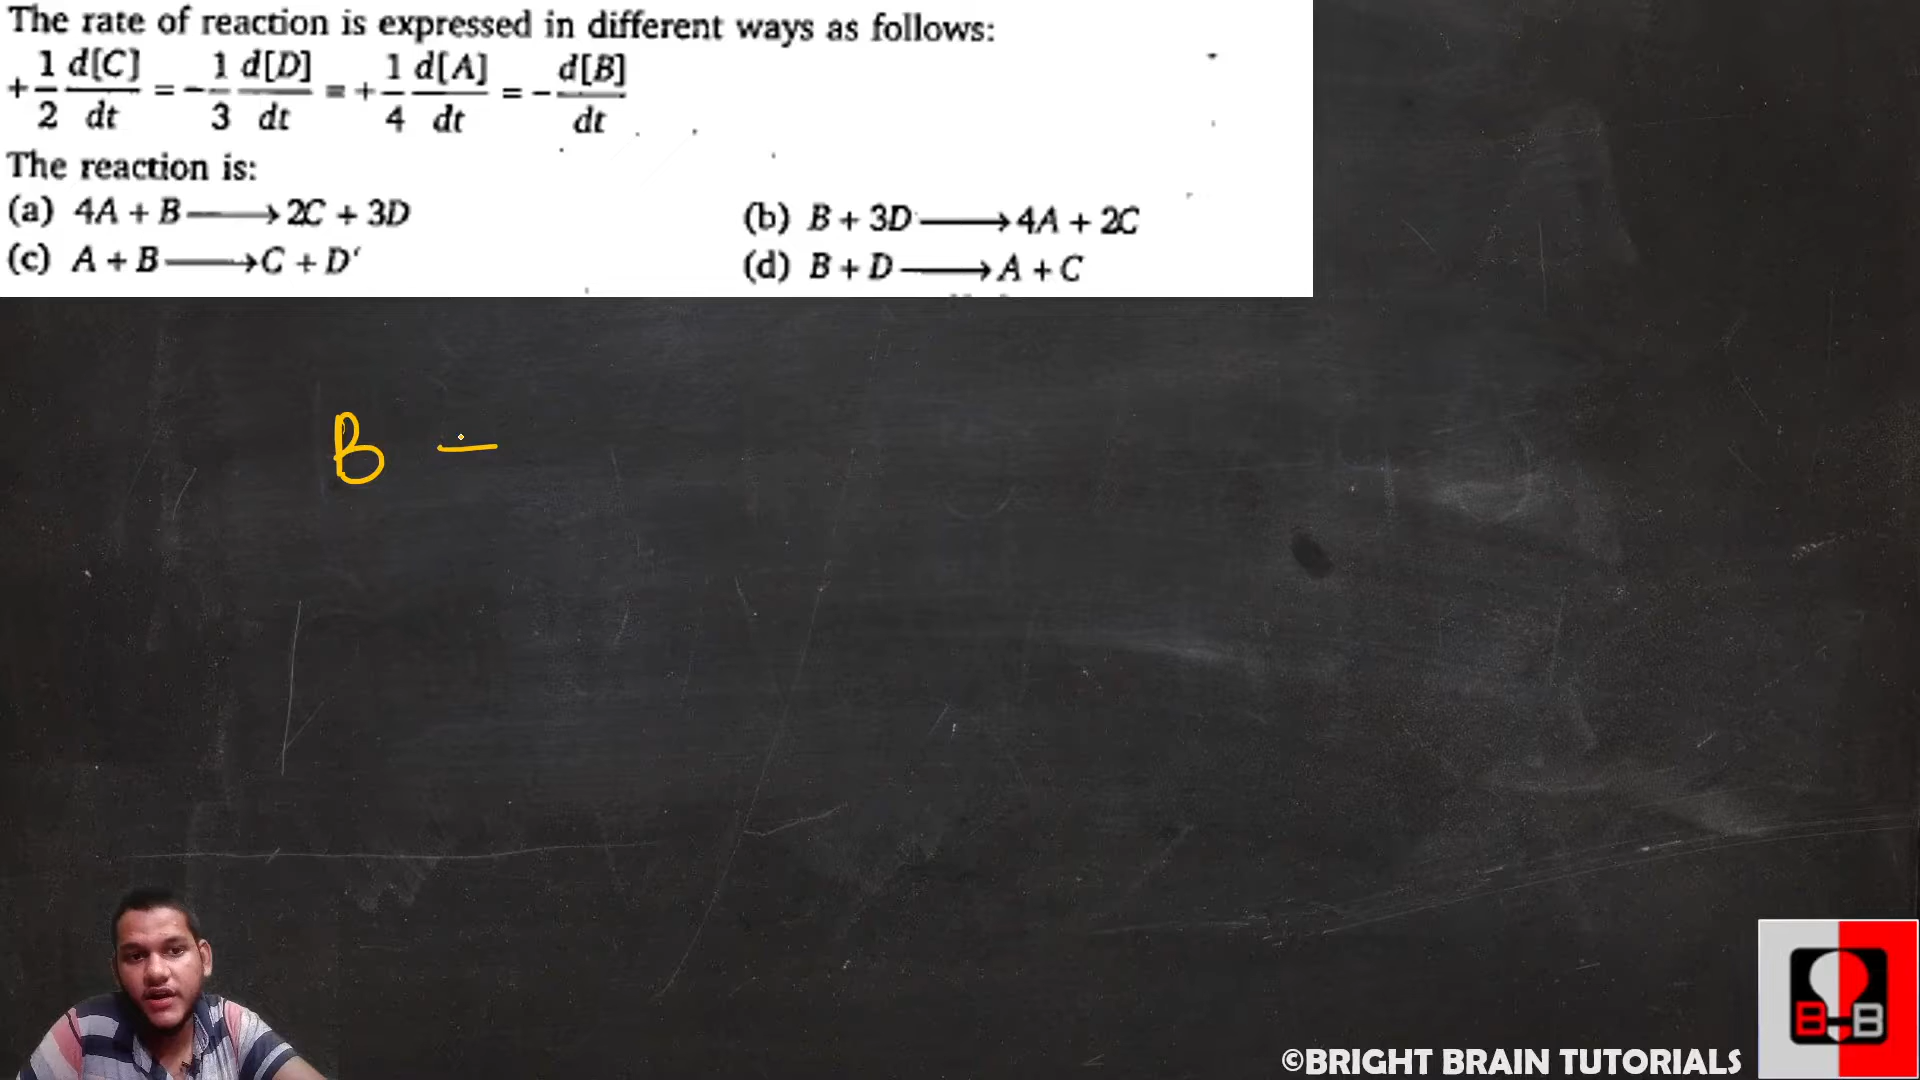 The rate of reaction is expressed in different ways as follows:
+ 1/2 d[C]/dt = − 1/3 d[D]/dt = + 1/4 d[A]/dt = − d[B]/dt
The reaction is:
(a) 4A + B ⟶ 2C + 3D
(b) B + 3D ⟶ 4A + 2C
(c) A + B ⟶ C + D
(d) B + D ⟶ A + C
B −
B-B
©BRIGHT BRAIN TUTORIALS